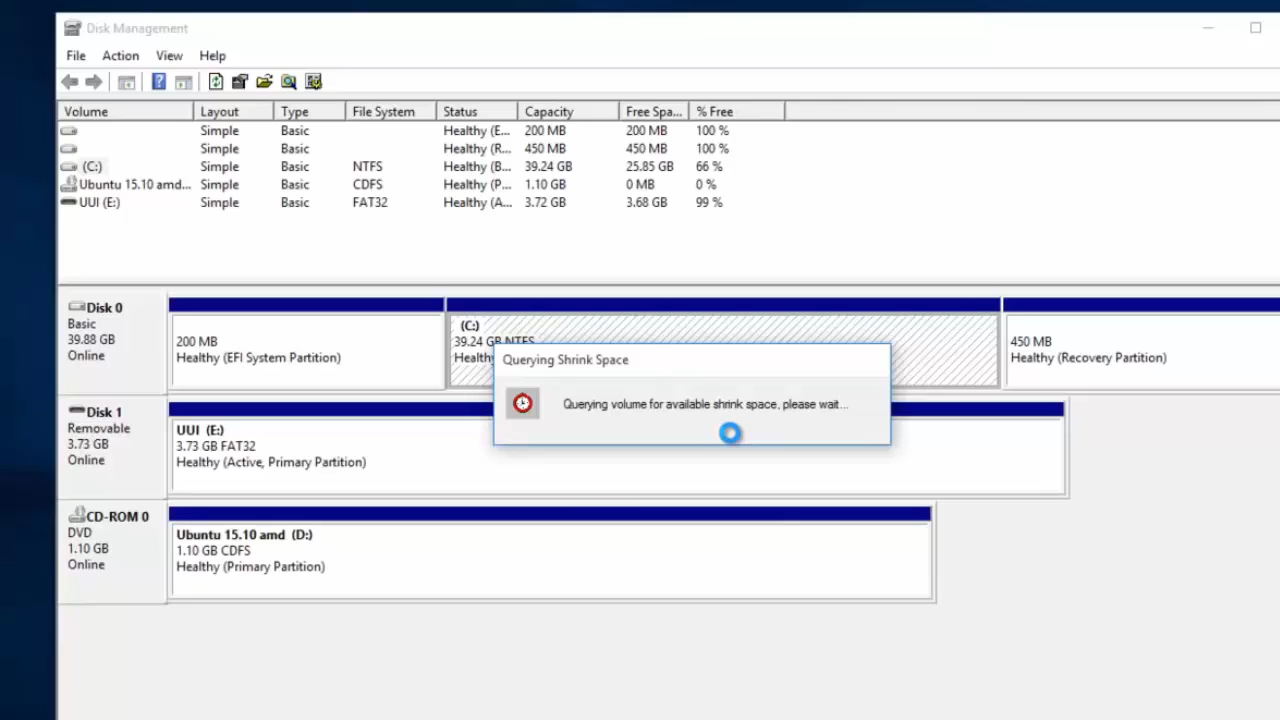 Disk Management
File Action View Help
Volume Layout Type File System Status Capacity Free Spa... % Free
Simple Basic Healthy (E... 200 MB 200 MB 100 %
Simple Basic Healthy (R... 450 MB 450 MB 100 %
(C:) Simple Basic NTFS Healthy (B... 39.24 GB 25.85 GB 66 %
Ubuntu 15.10 amd... Simple Basic CDFS Healthy (P... 1.10 GB 0 MB 0 %
UUI (E:) Simple Basic FAT32 Healthy (A... 3.72 GB 3.68 GB 99 %
Disk 0
Basic
39.88 GB
Online
200 MB
Healthy (EFI System Partition)
(C:)
39.24 GB NTFS
Healthy
450 MB
Healthy (Recovery Partition)
Querying Shrink Space
Querying volume for available shrink space, please wait...
Disk 1
Removable
3.73 GB
Online
UUI (E:)
3.73 GB FAT32
Healthy (Active, Primary Partition)
CD-ROM 0
DVD
1.10 GB
Online
Ubuntu 15.10 amd (D:)
1.10 GB CDFS
Healthy (Primary Partition)